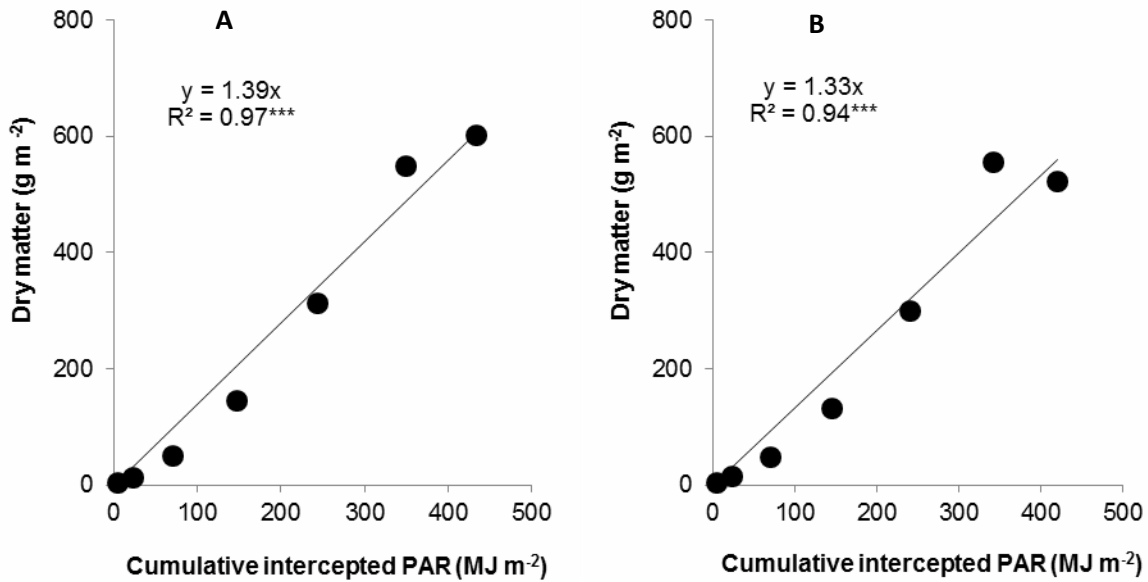 A
800
600
400
200
0
y = 1.39x
R² = 0.97***
Dry matter (g m⁻²)
0 100 200 300 400 500
Cumulative intercepted PAR (MJ m⁻²)
B
800
600
400
200
0
y = 1.33x
R² = 0.94***
Dry matter (g m⁻²)
0 100 200 300 400 500
Cumulative intercepted PAR (MJ m⁻²)